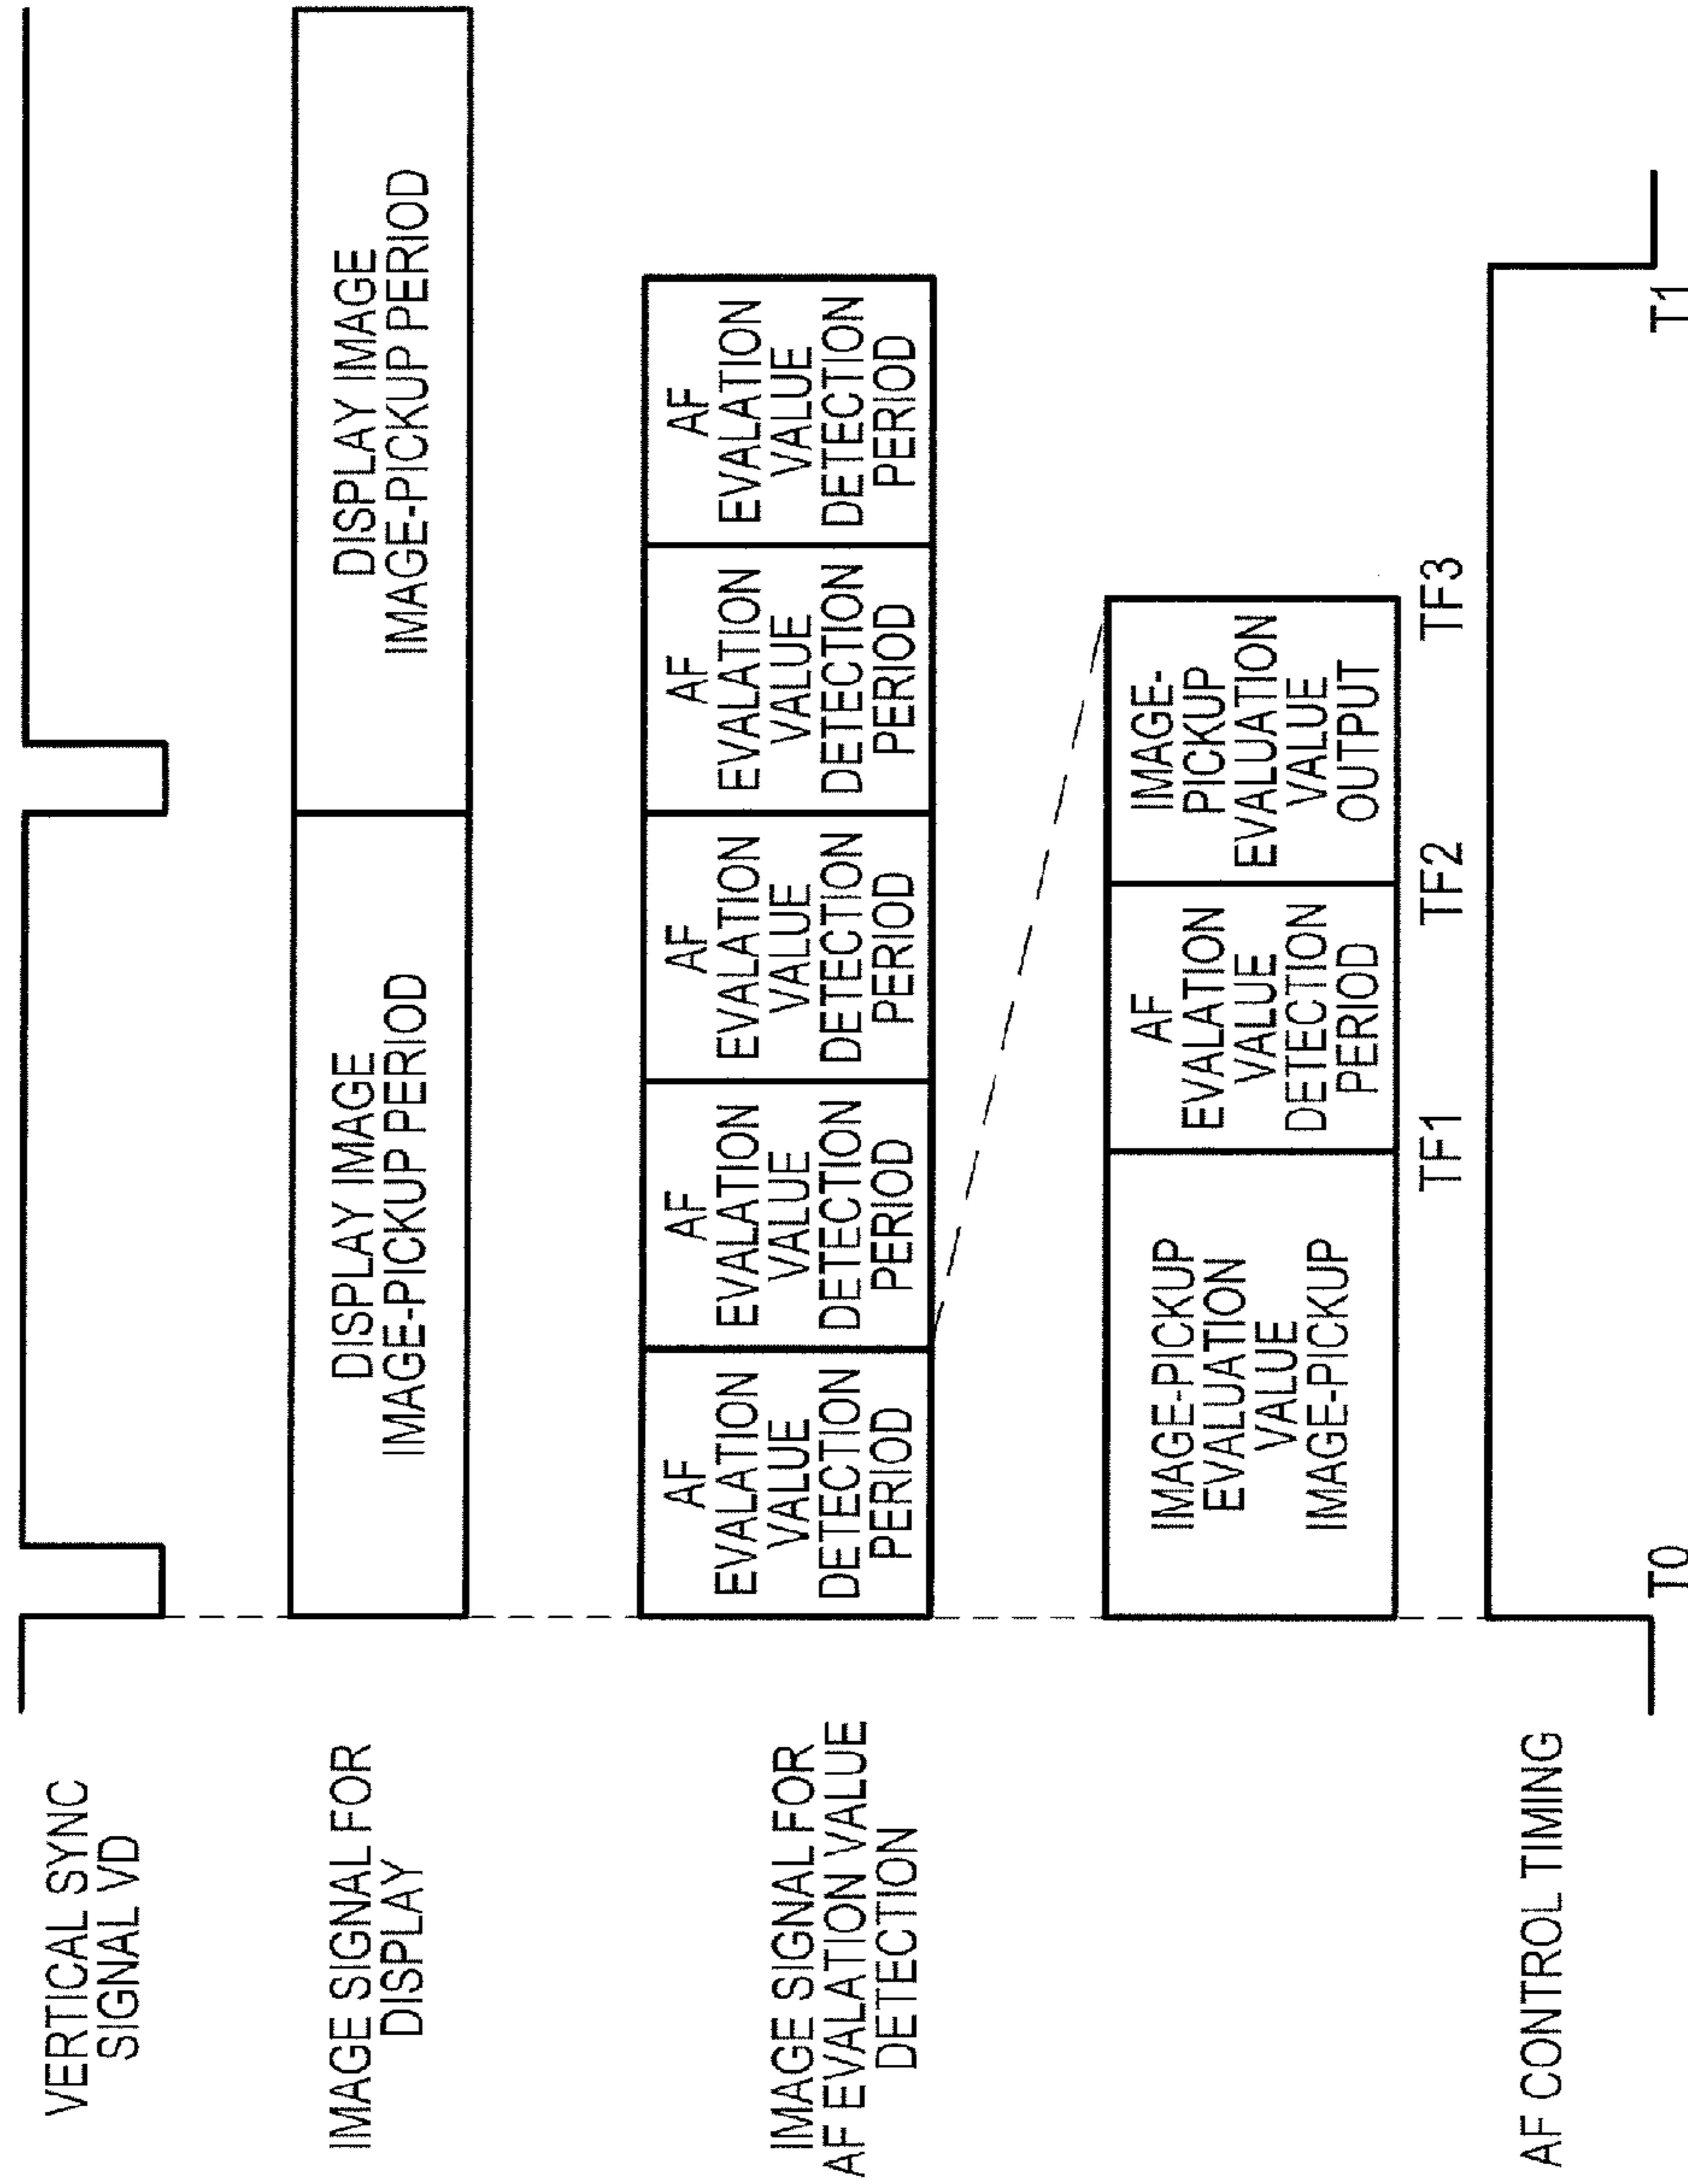 VERTICAL SYNC
SIGNAL VD
IMAGE SIGNAL FOR
DISPLAY
DISPLAY IMAGE
IMAGE-PICKUP PERIOD
DISPLAY IMAGE
IMAGE-PICKUP PERIOD
IMAGE SIGNAL FOR
AF EVALATION VALUE
DETECTION
AF
EVALATION
VALUE
DETECTION
PERIOD
AF
EVALATION
VALUE
DETECTION
PERIOD
AF
EVALATION
VALUE
DETECTION
PERIOD
AF
EVALATION
VALUE
DETECTION
PERIOD
AF
EVALATION
VALUE
DETECTION
PERIOD
IMAGE-PICKUP
EVALUATION
VALUE
IMAGE-PICKUP
AF
EVALATION
VALUE
DETECTION
PERIOD
IMAGE-
PICKUP
EVALUATION
VALUE
OUTPUT
TF1
TF2
TF3
AF CONTROL TIMING
T0
T1